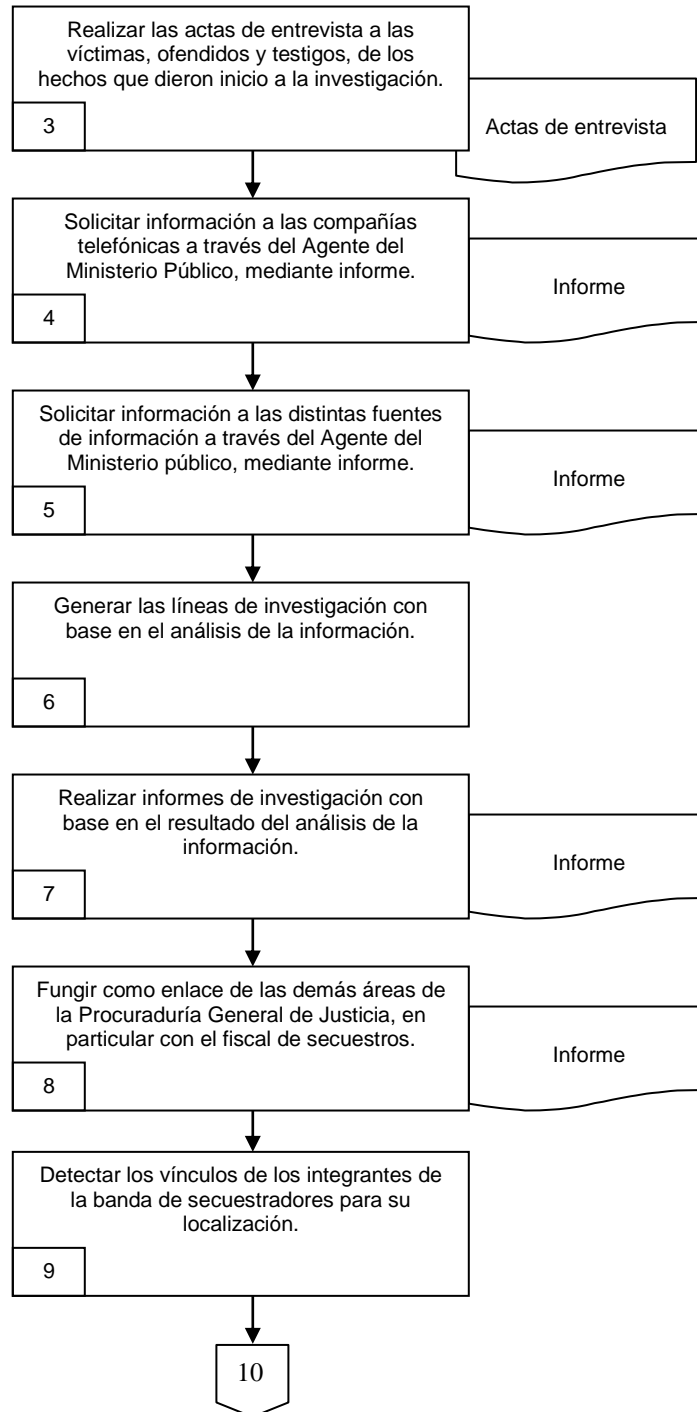 Realizar las actas de entrevista a las
víctimas, ofendidos y testigos, de los
hechos que dieron inicio a la investigación.
3
Actas de entrevista
Solicitar información a las compañías
telefónicas a través del Agente del
Ministerio Público, mediante informe.
4
Informe
Solicitar información a las distintas fuentes
de información a través del Agente del
Ministerio público, mediante informe.
5
Informe
Generar las líneas de investigación con
base en el análisis de la información.
6
Realizar informes de investigación con
base en el resultado del análisis de la
información.
7
Informe
Fungir como enlace de las demás áreas de
la Procuraduría General de Justicia, en
particular con el fiscal de secuestros.
8
Informe
Detectar los vínculos de los integrantes de
la banda de secuestradores para su
localización.
9
10